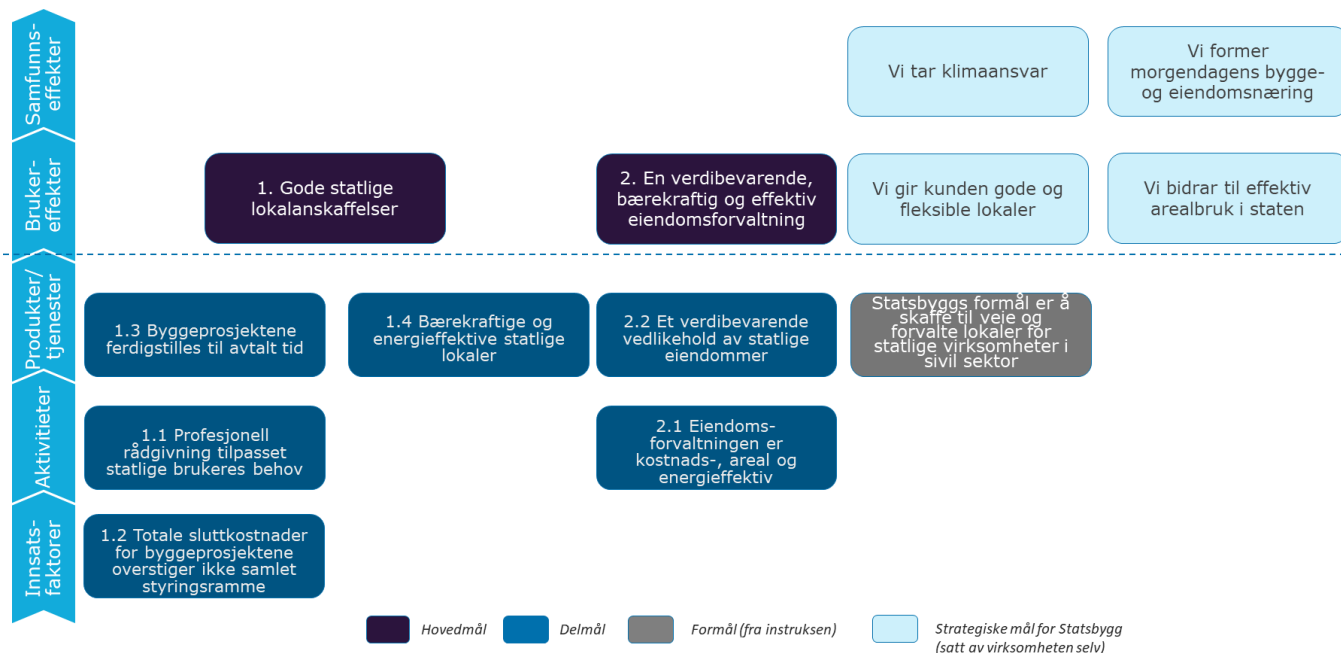 Samfunns-
effekter
Vi tar klimaansvar
Vi former
morgendagens bygge-
og eiendomsnæring
Bruker-
effekter
1. Gode statlige
lokalanskaffelser
2. En verdibevarende,
bærekraftig og effektiv
eiendomsforvaltning
Vi gir kunden gode og
fleksible lokaler
Vi bidrar til effektiv
arealbruk i staten
Produkter/
tjenester
1.3 Byggeprosjektene
ferdigstilles til avtalt tid
1.4 Bærekraftige og
energieffektive statlige
lokaler
2.2 Et verdibevarende
vedlikehold av statlige
eiendommer
Statsbyggs formål er å
skaffe til veie og
forvalte lokaler for
statlige virksomheter i
sivil sektor
Aktivitieter
1.1 Profesjonell
rådgivning tilpasset
statlige brukeres behov
2.1 Eiendoms-
forvaltningen er
kostnads-, areal og
energieffektiv
Innsats-
faktorer
1.2 Totale sluttkostnader
for byggeprosjektene
overstiger ikke samlet
styringsramme
Hovedmål
Delmål
Formål (fra instruksen)
Strategiske mål for Statsbygg
(satt av virksomheten selv)